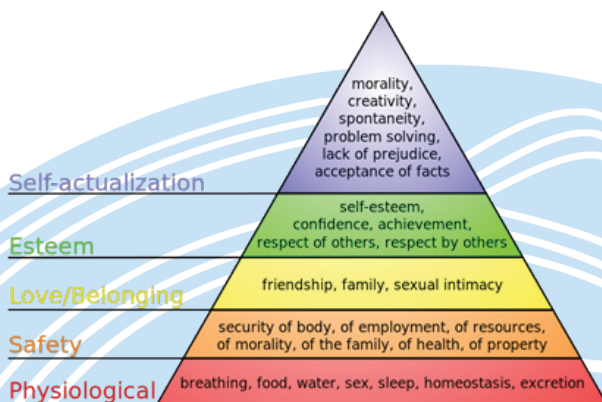 morality,
creativity,
spontaneity,
problem solving,
lack of prejudice,
acceptance of facts
Self-actualization
self-esteem,
confidence, achievement,
respect of others, respect by others
Esteem
friendship, family, sexual intimacy
Love/Belonging
security of body, of employment, of resources,
of morality, of the family, of health, of property
Safety
breathing, food, water, sex, sleep, homeostasis, excretion
Physiological